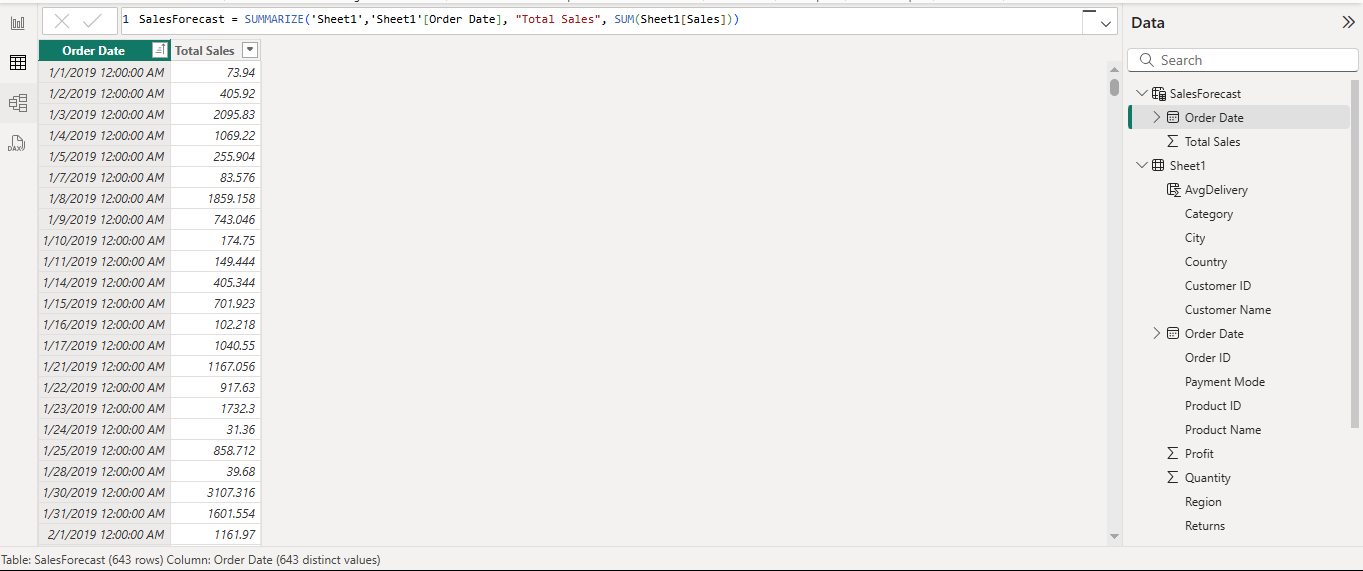 1 SalesForecast = SUMMARIZE('Sheet1','Sheet1'[Order Date], "Total Sales", SUM(Sheet1[Sales]))
Order Date Total Sales
1/1/2019 12:00:00 AM 73.94
1/2/2019 12:00:00 AM 405.92
1/3/2019 12:00:00 AM 2095.83
1/4/2019 12:00:00 AM 1069.22
1/5/2019 12:00:00 AM 255.904
1/7/2019 12:00:00 AM 83.576
1/8/2019 12:00:00 AM 1859.158
1/9/2019 12:00:00 AM 743.046
1/10/2019 12:00:00 AM 174.75
1/11/2019 12:00:00 AM 149.444
1/14/2019 12:00:00 AM 405.344
1/15/2019 12:00:00 AM 701.923
1/16/2019 12:00:00 AM 102.218
1/17/2019 12:00:00 AM 1040.55
1/21/2019 12:00:00 AM 1167.056
1/22/2019 12:00:00 AM 917.63
1/23/2019 12:00:00 AM 1732.3
1/24/2019 12:00:00 AM 31.36
1/25/2019 12:00:00 AM 858.712
1/28/2019 12:00:00 AM 39.68
1/30/2019 12:00:00 AM 3107.316
1/31/2019 12:00:00 AM 1601.554
2/1/2019 12:00:00 AM 1161.97
Table: SalesForecast (643 rows) Column: Order Date (643 distinct values)
DAX
Data
Search
SalesForecast
Order Date
Total Sales
Sheet1
AvgDelivery
Category
City
Country
Customer ID
Customer Name
Order Date
Order ID
Payment Mode
Product ID
Product Name
Profit
Quantity
Region
Returns